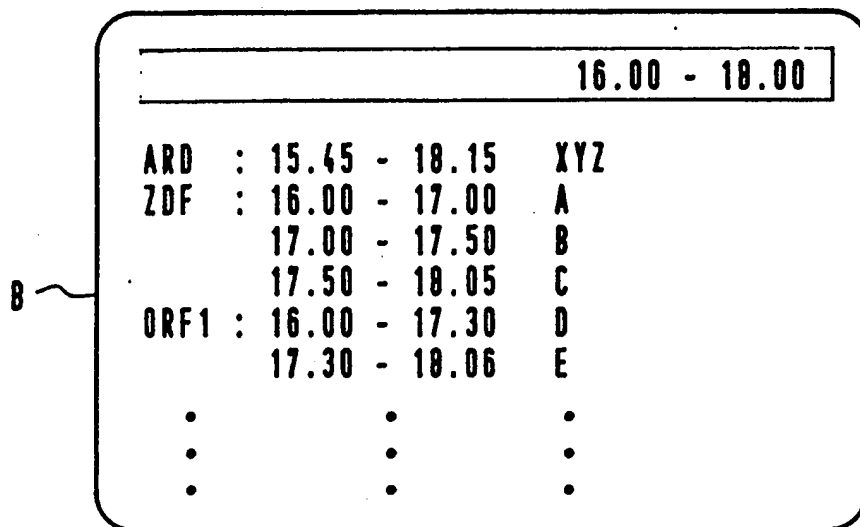 16.00 - 18.00
ARD : 15.45 - 18.15 XYZ
ZDF : 16.00 - 17.00 A
17.00 - 17.50 B
17.50 - 18.05 C
B
ORF1 : 16.00 - 17.30 D
17.30 - 18.06 E